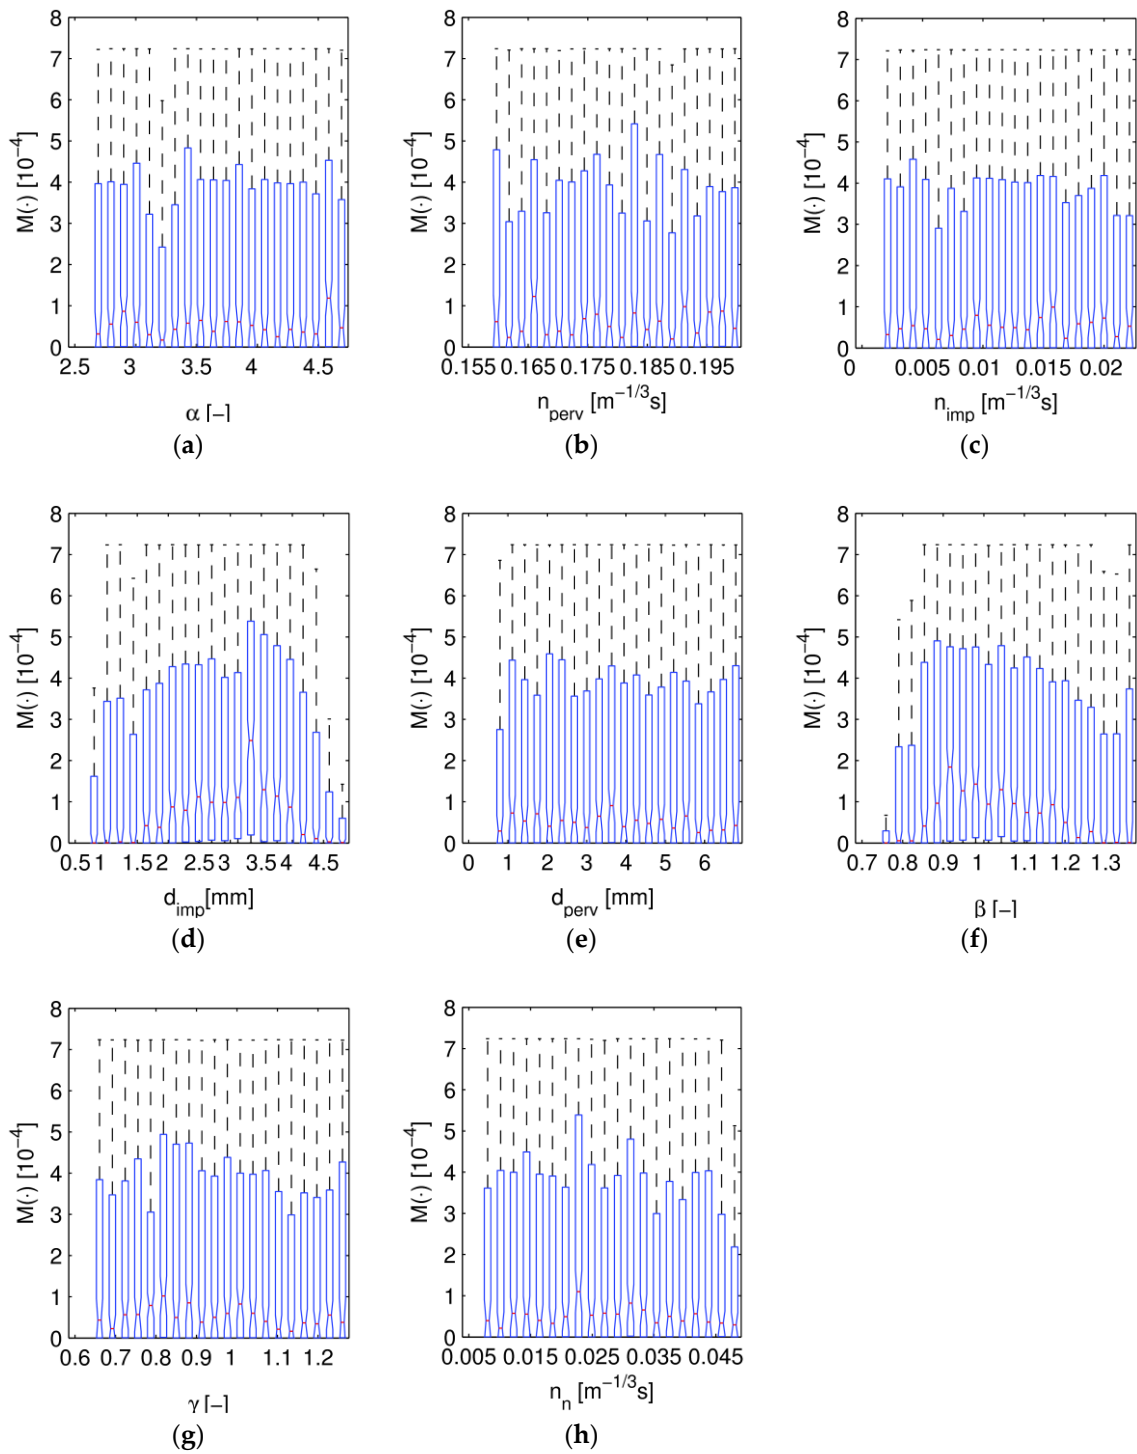 8 8 8
7 7 7
6 6 6
5 5 5
4 4 4
3 3 3
2 2 2
1 1 1
0 0 0
M(·) [10⁻⁴] M(·) [10⁻⁴] M(·) [10⁻⁴]
2.5 3 3.5 4 4.5 0.155 0.165 0.175 0.185 0.195 0 0.005 0.01 0.015 0.02
α [–] n_perv [m^−1/3 s] n_imp [m^−1/3 s]
(a) (b) (c)
8 8 8
7 7 7
6 6 6
5 5 5
4 4 4
3 3 3
2 2 2
1 1 1
0 0 0
M(·) [10⁻⁴] M(·) [10⁻⁴] M(·) [10⁻⁴]
0.5 1 1.5 2 2.5 3 3.5 4 4.5 0 1 2 3 4 5 6 0.7 0.8 0.9 1 1.1 1.2 1.3
d_imp[mm] d_perv [mm] β [–]
(d) (e) (f)
8 8
7 7
6 6
5 5
4 4
3 3
2 2
1 1
0 0
M(·) [10⁻⁴] M(·) [10⁻⁴]
0.6 0.7 0.8 0.9 1 1.1 1.2 0.005 0.015 0.025 0.035 0.045
γ [–] n_n [m^−1/3 s]
(g) (h)